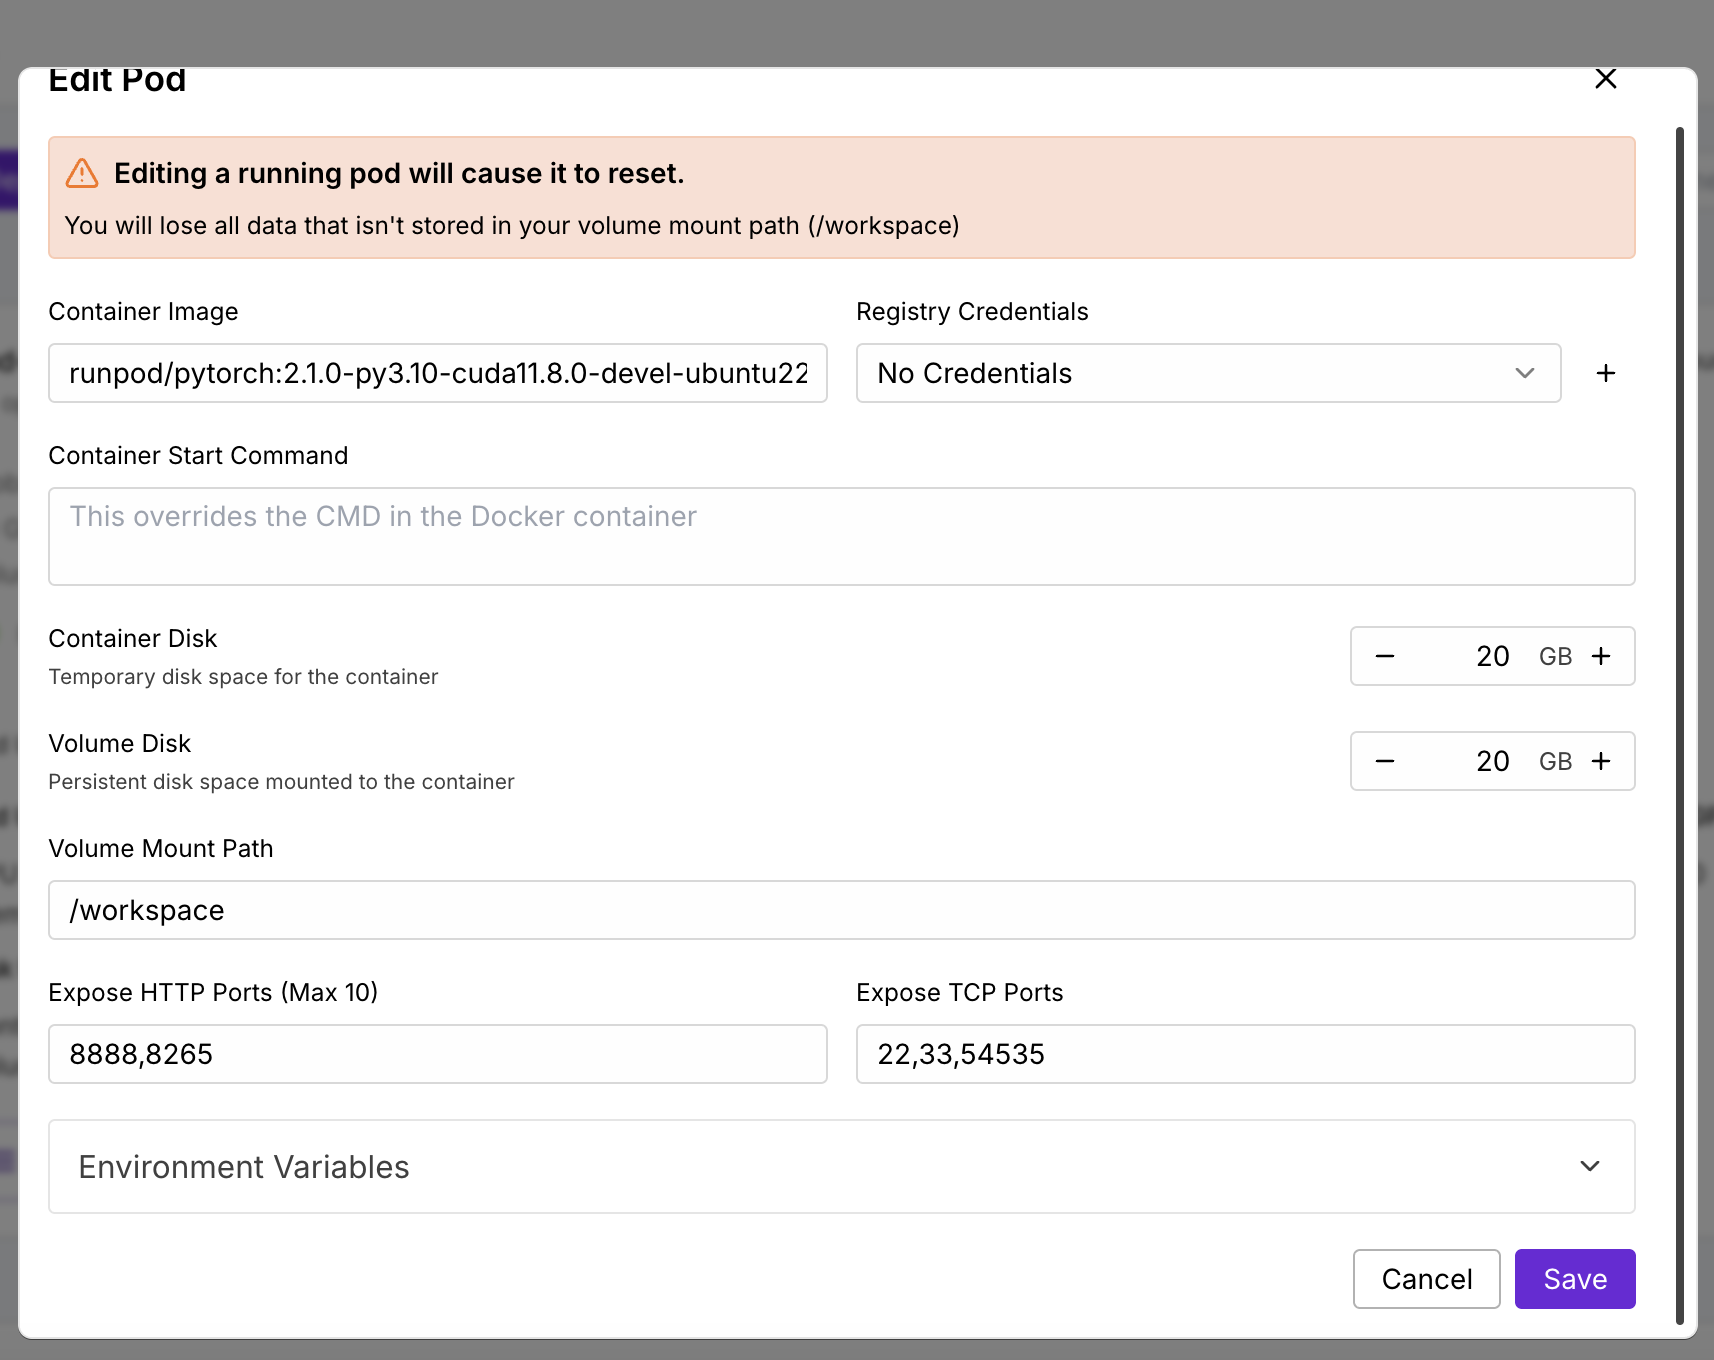 Edit Pod
Editing a running pod will cause it to reset.
You will lose all data that isn't stored in your volume mount path (/workspace)
Container Image
Registry Credentials
runpod/pytorch:2.1.0-py3.10-cuda11.8.0-devel-ubuntu22
No Credentials
Container Start Command
This overrides the CMD in the Docker container
Container Disk
20 GB
Temporary disk space for the container
Volume Disk
20 GB
Persistent disk space mounted to the container
Volume Mount Path
/workspace
Expose HTTP Ports (Max 10)
Expose TCP Ports
8888,8265
22,33,54535
Environment Variables
Cancel
Save